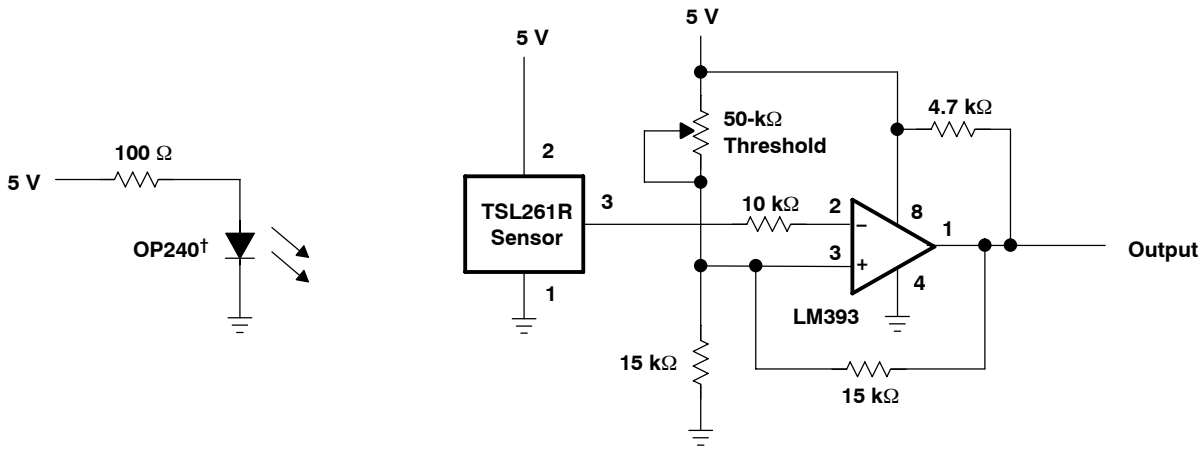 5 V
5 V
50-kΩ
Threshold
4.7 kΩ
100 Ω
5 V
2
TSL261R
Sensor
3
10 kΩ
2
8
1
OP240†
−
+
3
Output
4
1
LM393
15 kΩ
15 kΩ